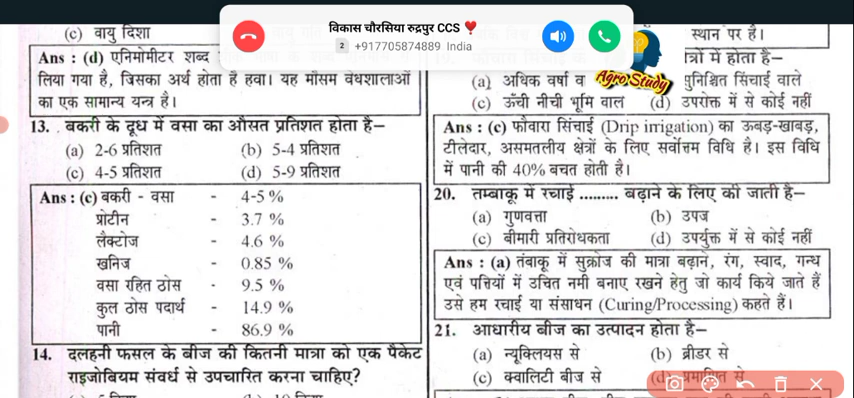 विकास चौरसिया रुद्रपुर CCS ❤️
2 +917705874889 India
Agro Study
(c) वायु दिशा
Ans : (d) एनिमोमीटर शब्द
लिया गया है, जिसका अर्थ होता है हवा। यह मौसम वेधशालाओं
का एक सामान्य यन्त्र है।
13. बकरी के दूध में वसा का औसत प्रतिशत होता है–
(a) 2-6 प्रतिशत (b) 5-4 प्रतिशत
(c) 4-5 प्रतिशत (d) 5-9 प्रतिशत
Ans : (c) बकरी - वसा - 4-5 %
प्रोटीन - 3.7 %
लैक्टोज - 4.6 %
खनिज - 0.85 %
वसा रहित ठोस - 9.5 %
कुल ठोस पदार्थ - 14.9 %
पानी - 86.9 %
14. दलहनी फसल के बीज की कितनी मात्रा को एक पैकेट
राइजोबियम संवर्ध से उपचारित करना चाहिए?
स्थान पर है।
त्रों में होता है–
(a) अधिक वर्षा व पुनिश्चित सिंचाई वाले
(c) ऊँची नीची भूमि वाल (d) उपरोक्त में से कोई नहीं
Ans : (c) फौवारा सिंचाई (Drip irrigation) का ऊबड़-खाबड़,
टीलेदार, असमतलीय क्षेत्रों के लिए सर्वोत्तम विधि है। इस विधि
में पानी की 40% बचत होती है।
20. तम्बाकू में रचाई ......... बढ़ाने के लिए की जाती है–
(a) गुणवत्ता (b) उपज
(c) बीमारी प्रतिरोधकता (d) उपर्युक्त में से कोई नहीं
Ans : (a) तंबाकू में सुक्रोज की मात्रा बढ़ाने, रंग, स्वाद, गन्ध
एवं पत्तियों में उचित नमी बनाए रखने हेतु जो कार्य किये जाते हैं
उसे हम रचाई या संसाधन (Curing/Processing) कहते हैं।
21. आधारीय बीज का उत्पादन होता है–
(a) न्यूक्लियस से (b) ब्रीडर से
(c) क्वालिटी बीज से (d) प्रमाणित से